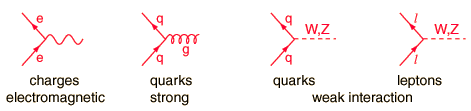 e
e
charges
electromagnetic
q
q
g
quarks
strong
q
q
W,Z
quarks
l
l
W,Z
leptons
weak interaction